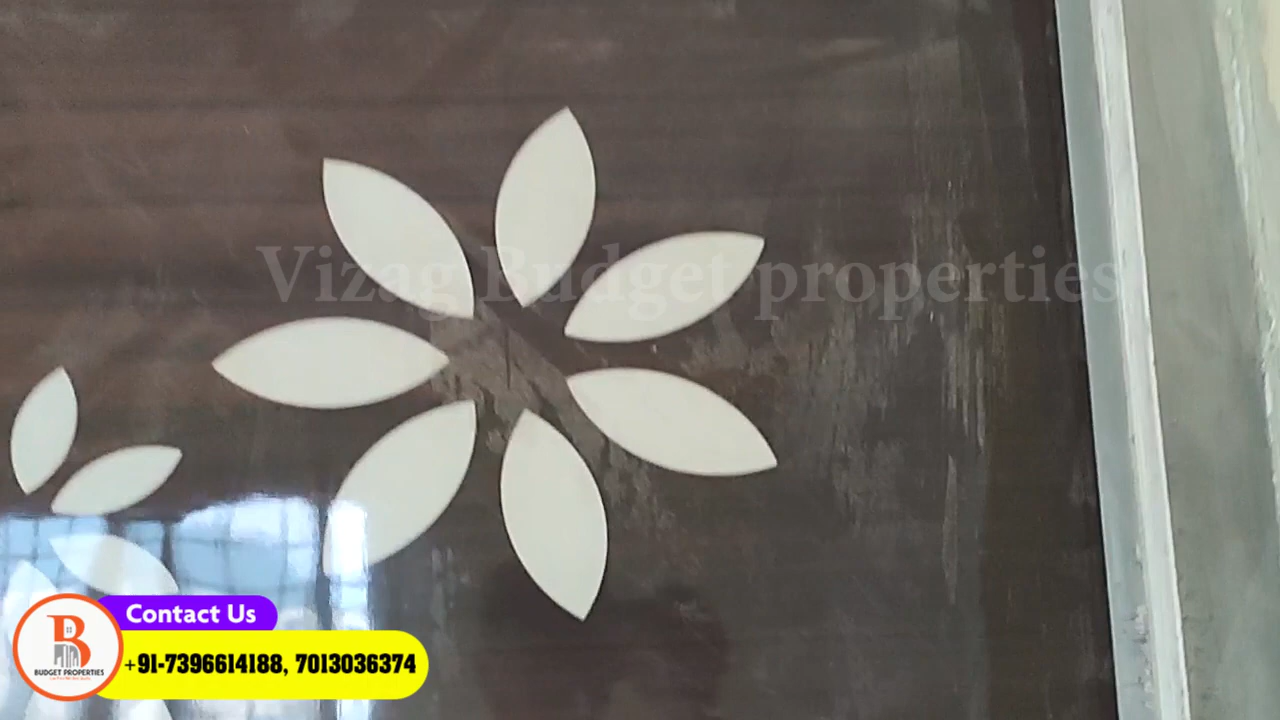 Vizag Budget properties
Contact Us
B
BUDGET PROPERTIES
+91-7396614188, 7013036374